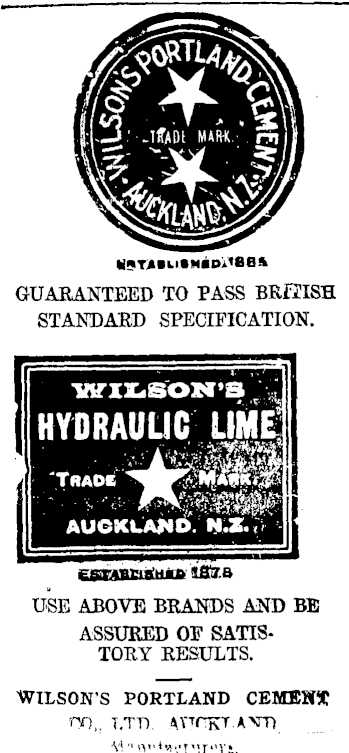 WILSON'S PORTLAND CEMENT
TRADE MARK
AUCKLAND, N.Z.
ESTABLISHED 1885
GUARANTEED TO PASS BRITISH
STANDARD SPECIFICATION.
WILSON'S
HYDRAULIC LIME
TRADE MARK
AUCKLAND. N.Z.
ESTABLISHED 1878
USE ABOVE BRANDS AND BE
ASSURED OF SATIS-
TORY RESULTS.
WILSON'S PORTLAND CEMENT
CO., LTD. AUCKLAND
Manufacturers.